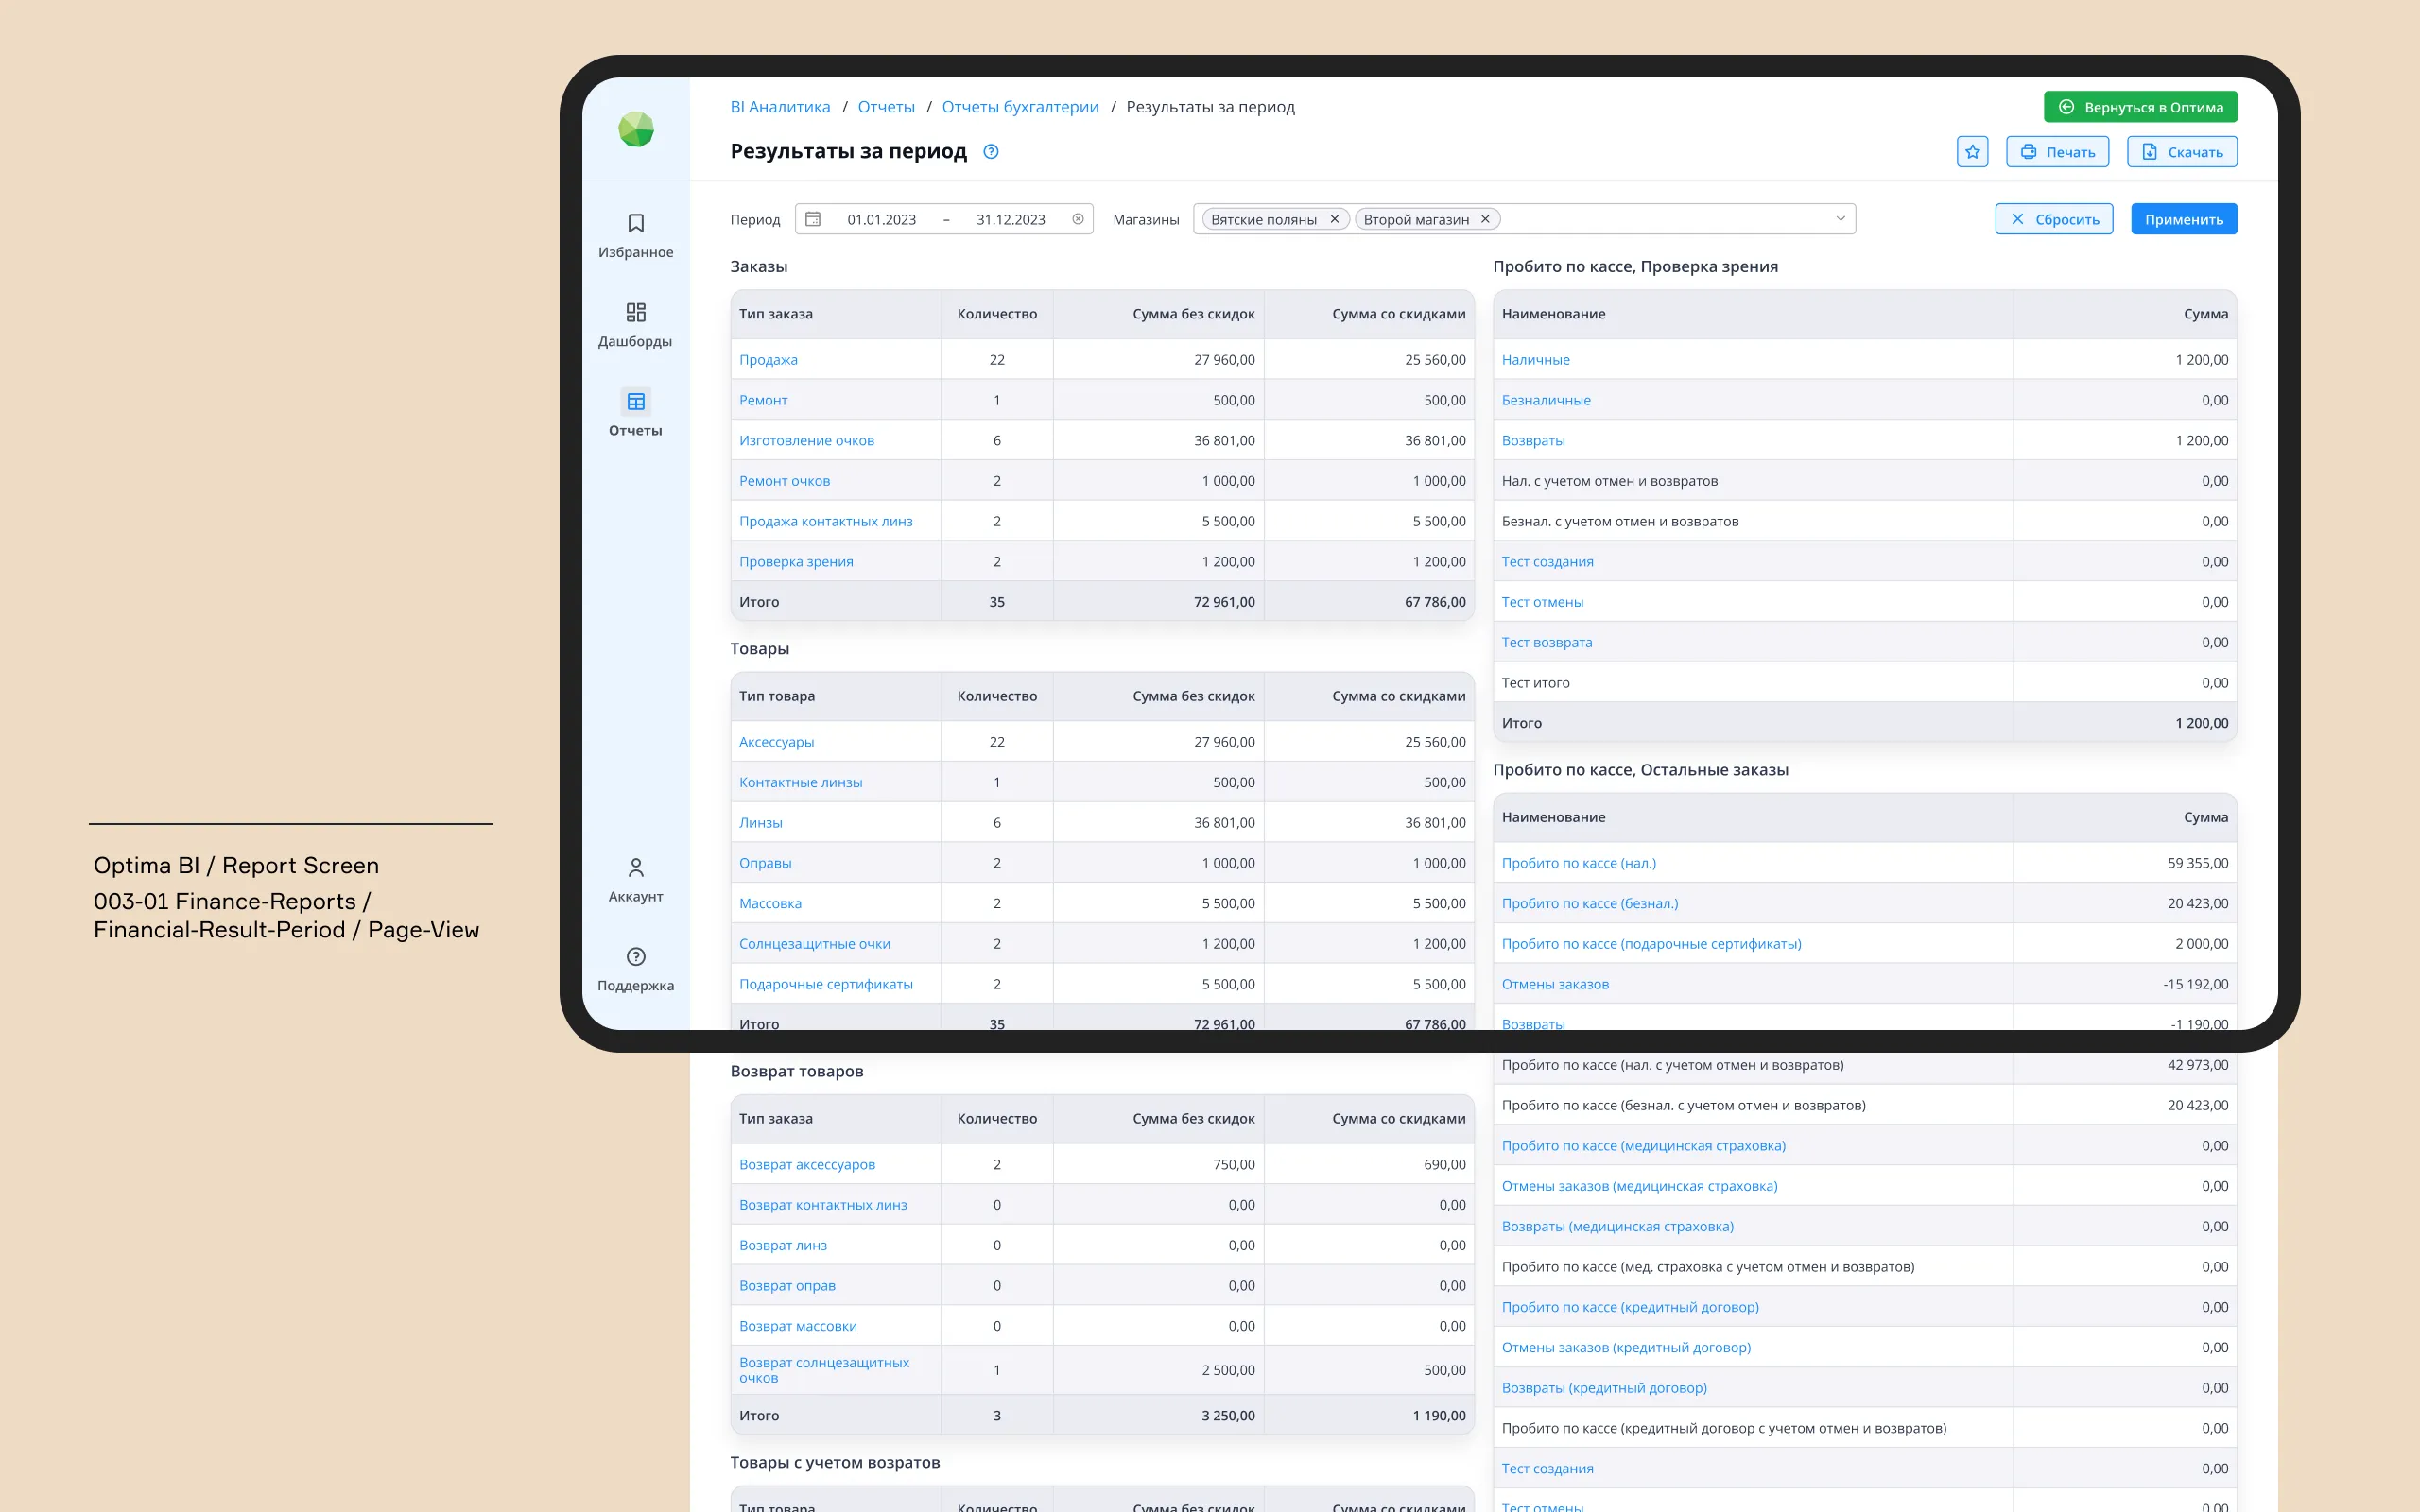 Optima BI / Report Screen
003-01 Finance-Reports /
Financial-Result-Period / Page-View
Избранное
Дашборды
Отчеты
Аккаунт
Поддержка
BI Аналитика / Отчеты / Отчеты бухгалтерии / Результаты за период
Вернуться в Оптима
Результаты за период
Печать
Скачать
Период 01.01.2023 – 31.12.2023 Магазины Вятские поляны Второй магазин
Сбросить
Применить
Заказы
Тип заказа Количество Сумма без скидок Сумма со скидками
Продажа 22 27 960,00 25 560,00
Ремонт 1 500,00 500,00
Изготовление очков 6 36 801,00 36 801,00
Ремонт очков 2 1 000,00 1 000,00
Продажа контактных линз 2 5 500,00 5 500,00
Проверка зрения 2 1 200,00 1 200,00
Итого 35 72 961,00 67 786,00
Товары
Тип товара Количество Сумма без скидок Сумма со скидками
Аксессуары 22 27 960,00 25 560,00
Контактные линзы 1 500,00 500,00
Линзы 6 36 801,00 36 801,00
Оправы 2 1 000,00 1 000,00
Массовка 2 5 500,00 5 500,00
Солнцезащитные очки 2 1 200,00 1 200,00
Подарочные сертификаты 2 5 500,00 5 500,00
Итого 35 72 961,00 67 786,00
Возврат товаров
Тип заказа Количество Сумма без скидок Сумма со скидками
Возврат аксессуаров 2 750,00 690,00
Возврат контактных линз 0 0,00 0,00
Возврат линз 0 0,00 0,00
Возврат оправ 0 0,00 0,00
Возврат массовки 0 0,00 0,00
Возврат солнцезащитных
очков 1 2 500,00 500,00
Итого 3 3 250,00 1 190,00
Товары с учетом возратов
Тип товара Количество Сумма без скидок Сумма со скидками
Пробито по кассе, Проверка зрения
Наименование Сумма
Наличные 1 200,00
Безналичные 0,00
Возвраты 1 200,00
Нал. с учетом отмен и возвратов 0,00
Безнал. с учетом отмен и возвратов 0,00
Тест создания 0,00
Тест отмены 0,00
Тест возврата 0,00
Тест итого 0,00
Итого 1 200,00
Пробито по кассе, Остальные заказы
Наименование Сумма
Пробито по кассе (нал.) 59 355,00
Пробито по кассе (безнал.) 20 423,00
Пробито по кассе (подарочные сертификаты) 2 000,00
Отмены заказов -15 192,00
Возвраты -1 190,00
Пробито по кассе (нал. с учетом отмен и возвратов) 42 973,00
Пробито по кассе (безнал. с учетом отмен и возвратов) 20 423,00
Пробито по кассе (медицинская страховка) 0,00
Отмены заказов (медицинская страховка) 0,00
Возвраты (медицинская страховка) 0,00
Пробито по кассе (мед. страховка с учетом отмен и возвратов) 0,00
Пробито по кассе (кредитный договор) 0,00
Отмены заказов (кредитный договор) 0,00
Возвраты (кредитный договор) 0,00
Пробито по кассе (кредитный договор с учетом отмен и возвратов) 0,00
Тест создания 0,00
Тест отмены 0,00